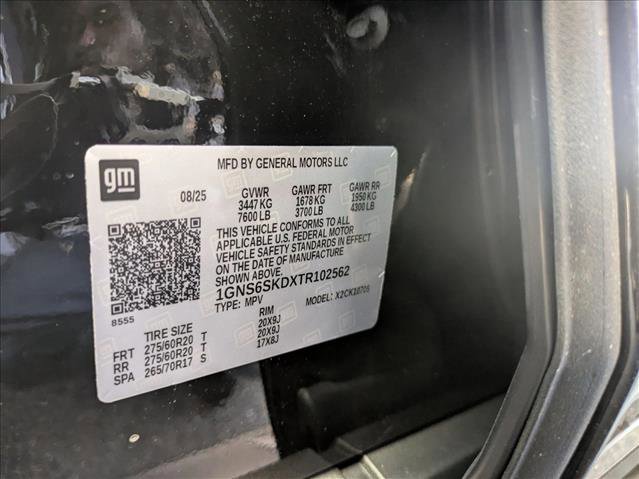 gm
MFD BY GENERAL MOTORS LLC
08/25 GVWR GAWR FRT GAWR RR
3447 KG 1678 KG 1950 KG
7600 LB 3700 LB 4300 LB
THIS VEHICLE CONFORMS TO ALL
APPLICABLE U.S. FEDERAL MOTOR
VEHICLE SAFETY STANDARDS IN EFFECT
ON THE DATE OF MANUFACTURE
SHOWN ABOVE.
1GNS6SKDXTR102562
TYPE: MPV MODEL: X2CK10706
8555
TIRE SIZE RIM
FRT 275/60R20 T 20X9J
RR 275/60R20 T 20X9J
SPA 265/70R17 S 17X8J